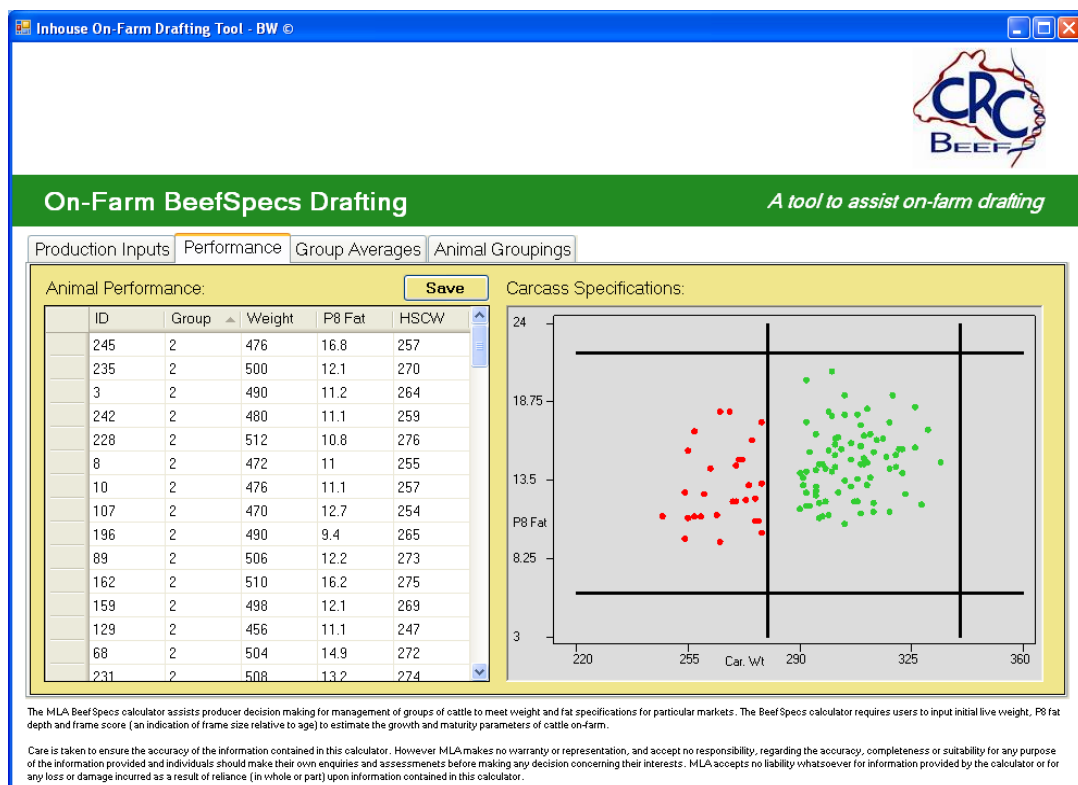 Inhouse On-Farm Drafting Tool - BW ©
CRC
BEEF
On-Farm BeefSpecs Drafting
A tool to assist on-farm drafting
Production Inputs Performance Group Averages Animal Groupings
Animal Performance: Save Carcass Specifications:
ID Group Weight P8 Fat HSCW
245 2 476 16.8 257
235 2 500 12.1 270
3 2 490 11.2 264
242 2 480 11.1 259
228 2 512 10.8 276
8 2 472 11 255
10 2 476 11.1 257
107 2 470 12.7 254
196 2 490 9.4 265
89 2 506 12.2 273
162 2 510 16.2 275
159 2 498 12.1 269
129 2 456 11.1 247
68 2 504 14.9 272
231 2 508 13.2 274
24
18.75
13.5
P8 Fat
8.25
3
220 255 Car. Wt 290 325 360
The MLA BeefSpecs calculator assists producer decision making for management of groups of cattle to meet weight and fat specifications for particular markets. The BeefSpecs calculator requires users to input initial live weight, P8 fat
depth and frame score (an indication of frame size relative to age) to estimate the growth and maturity parameters of cattle on-farm.
Care is taken to ensure the accuracy of the information contained in this calculator. However MLA makes no warranty or representation, and accept no responsibility, regarding the accuracy, completeness or suitability for any purpose
of the information provided and individuals should make their own enquiries and assessmenets before making any decision concerning their interests. MLA accepts no liability whatsoever for information provided by the calculator or for
any loss or damage incurred as a result of reliance (in whole or part) upon information contained in this calculator.